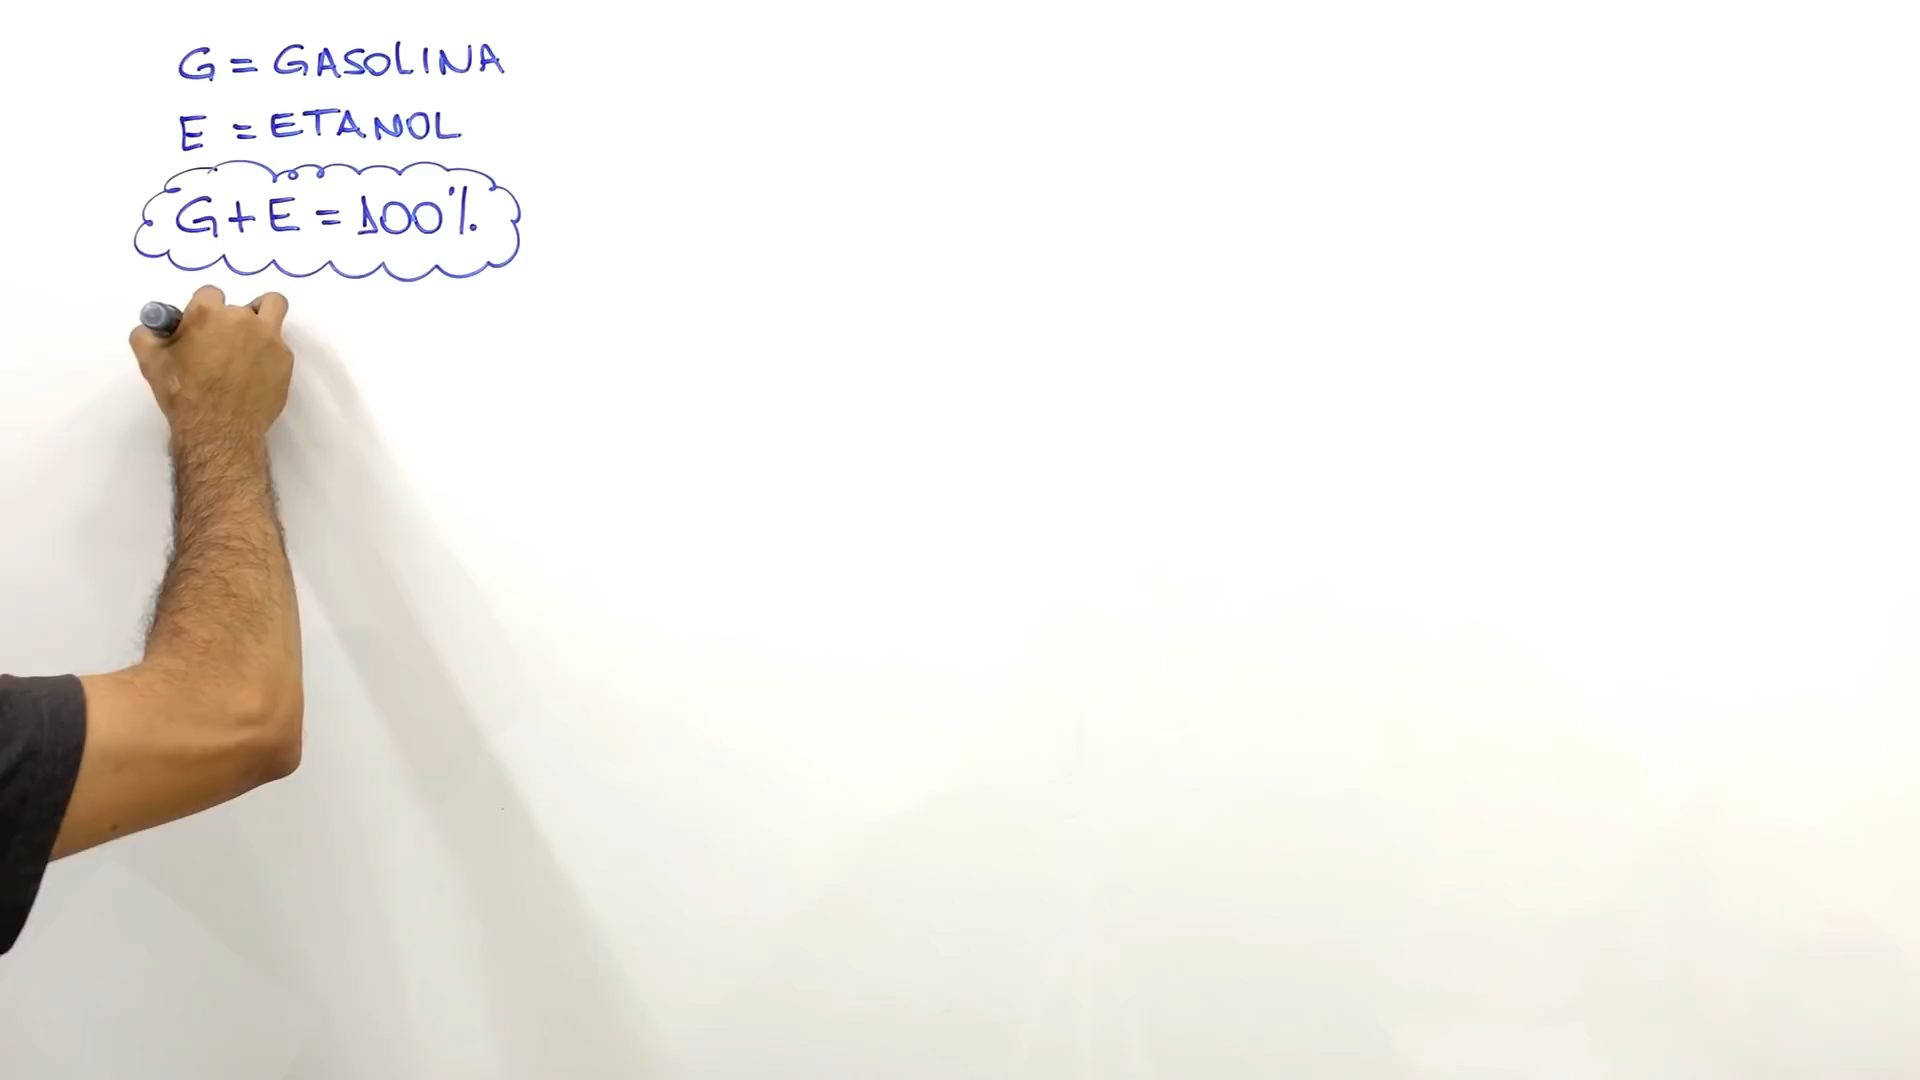 G = GASOLINA
E = ETANOL
G+E = 100%